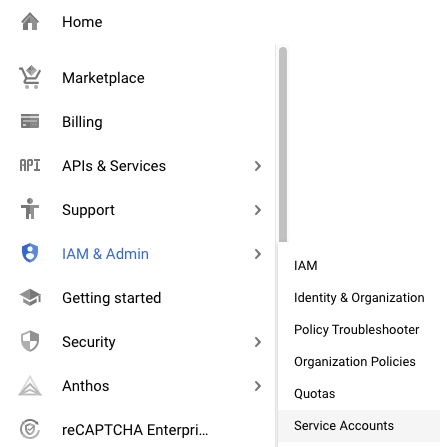 Home
Marketplace
Billing
API APIs & Services
Support
IAM & Admin
Getting started
Security
Anthos
reCAPTCHA Enterpri...
IAM
Identity & Organization
Policy Troubleshooter
Organization Policies
Quotas
Service Accounts